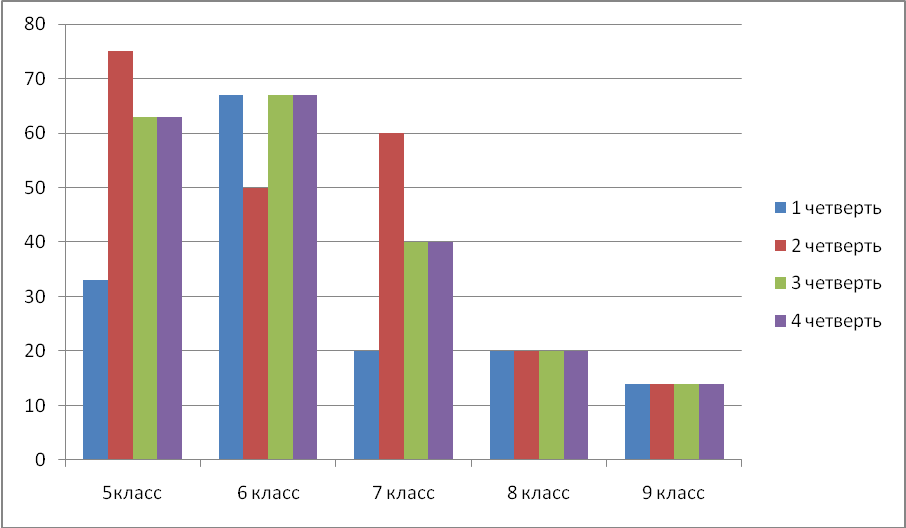 80
70
60
50
40
30
20
10
0
5класс
6 класс
7 класс
8 класс
9 класс
1 четверть
2 четверть
3 четверть
4 четверть